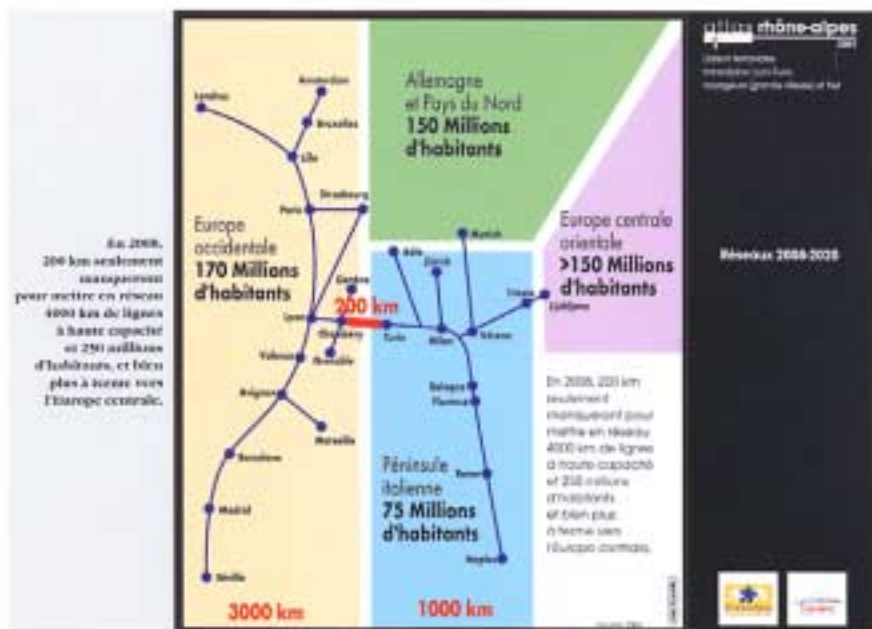 En 2008,
200 km seulement
manqueront
pour mettre en réseau
4000 km de lignes
à haute capacité
et 250 millions
d'habitants, et bien
plus à terme vers
l'Europe centrale.
Londres
Amsterdam
Bruxelles
Lille
Strasbourg
Paris
Europe
occidentale
170 Millions
d'habitants
Genève
200 km
Lyon
Chambéry
Grenoble
Valence
Avignon
Marseille
Barcelone
Madrid
Séville
3000 km
Allemagne
et Pays du Nord
150 Millions
d'habitants
Bâle
Zurich
Munich
Turin
Milan
Vérone
Trieste
Ljubljana
Bologne
Florence
Rome
Naples
Péninsule
italienne
75 Millions
d'habitants
1000 km
Europe centrale
orientale
>150 Millions
d'habitants
En 2008, 200 km
seulement
manqueront pour
mettre en réseau
4000 km de lignes
à haute capacité
et 250 millions
d'habitants
et bien plus
à terme vers
l'Europe centrale.
atlas rhône-alpes
Réseaux 2008-2020